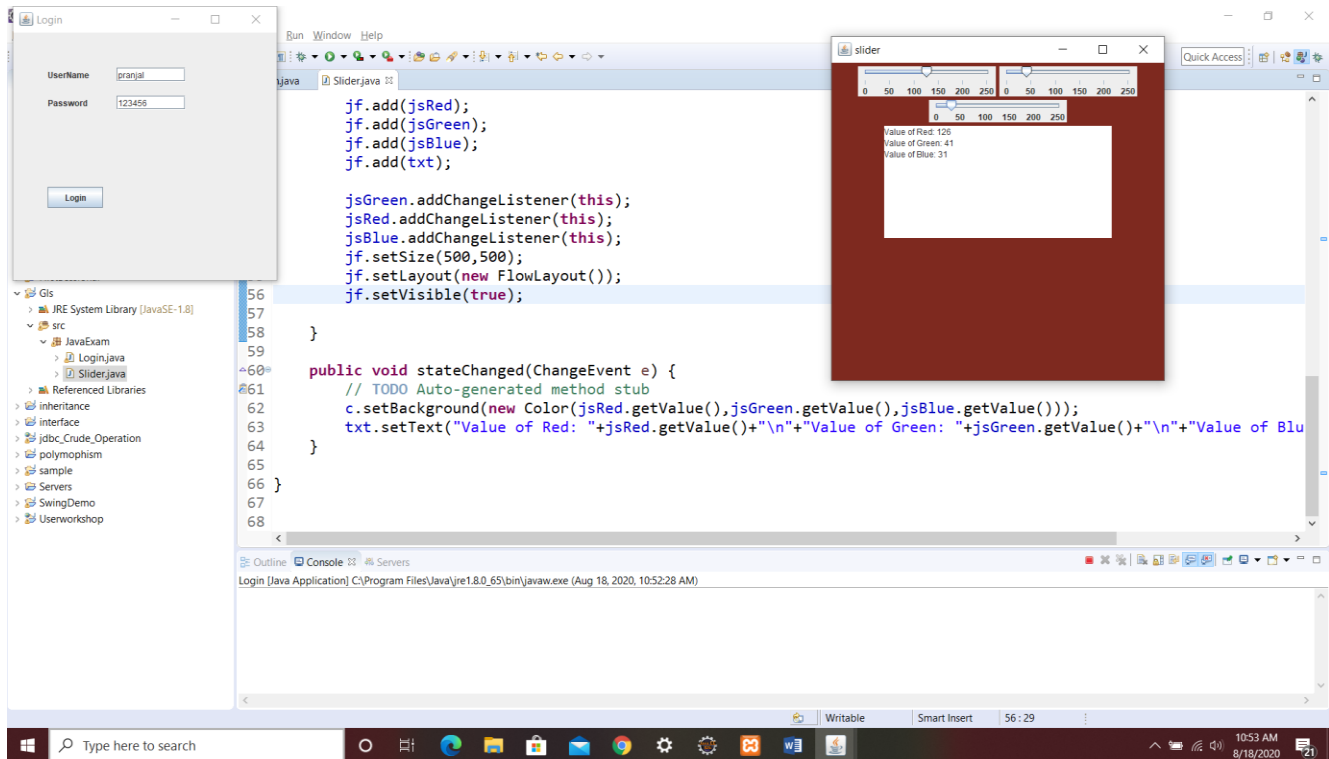 Login
UserName pranjal
Password 123456
Login
Run Window Help
Quick Access
Slider.java
slider
0 50 100 150 200 250
0 50 100 150 200 250
0 50 100 150 200 250
Value of Red: 126
Value of Green: 41
Value of Blue: 31
jf.add(jsRed);
jf.add(jsGreen);
jf.add(jsBlue);
jf.add(txt);
jsGreen.addChangeListener(this);
jsRed.addChangeListener(this);
jsBlue.addChangeListener(this);
jf.setSize(500,500);
jf.setLayout(new FlowLayout());
56 jf.setVisible(true);
57
58 }
59
60 public void stateChanged(ChangeEvent e) {
61 // TODO Auto-generated method stub
62 c.setBackground(new Color(jsRed.getValue(),jsGreen.getValue(),jsBlue.getValue()));
63 txt.setText("Value of Red: "+jsRed.getValue()+"\n"+"Value of Green: "+jsGreen.getValue()+"\n"+"Value of Blu
64 }
65
66 }
67
68
Gls
JRE System Library [JavaSE-1.8]
src
JavaExam
Login.java
Slider.java
Referenced Libraries
inheritance
interface
jdbc_Crude_Operation
polymophism
sample
Servers
SwingDemo
Userworkshop
Outline Console Servers
Login [Java Application] C:\Program Files\Java\jre1.8.0_65\bin\javaw.exe (Aug 18, 2020, 10:52:28 AM)
Writable Smart Insert 56 : 29
Type here to search
10:53 AM
8/18/2020
21